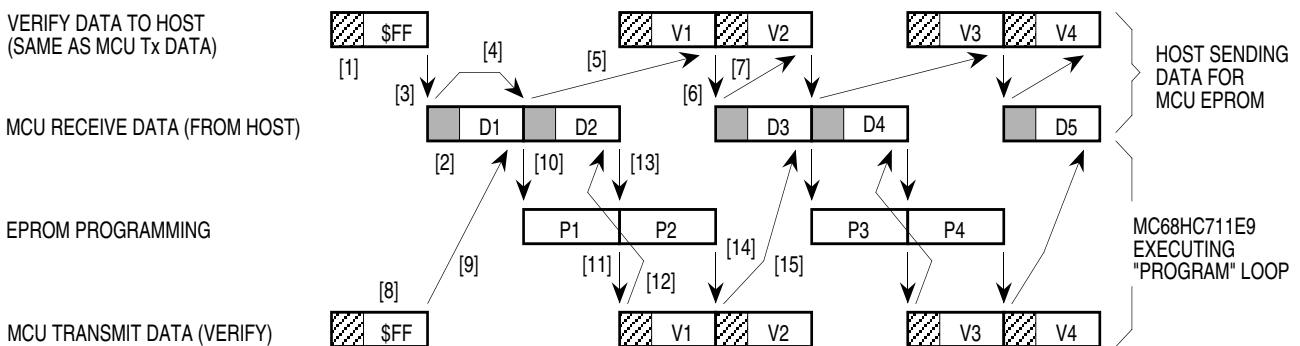 VERIFY DATA TO HOST
(SAME AS MCU Tx DATA)
$FF
V1
V2
V3
V4
[1]
[3]
[4]
[5]
[6]
[7]
HOST SENDING
DATA FOR
MCU EPROM
MCU RECEIVE DATA (FROM HOST)
D1
D2
D3
D4
D5
[2]
[10]
[13]
EPROM PROGRAMMING
P1
P2
P3
P4
MC68HC711E9
EXECUTING
"PROGRAM" LOOP
[8]
[9]
[11]
[12]
[14]
[15]
MCU TRANSMIT DATA (VERIFY)
$FF
V1
V2
V3
V4